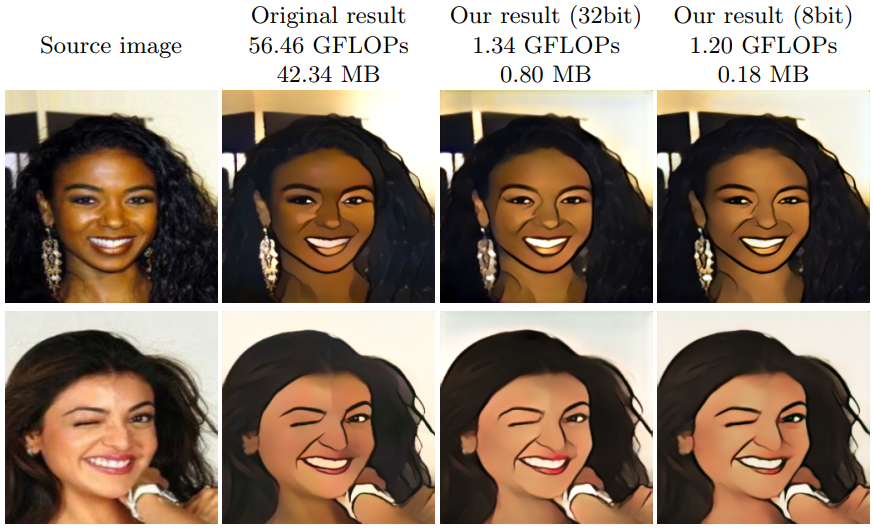 Source image
Original result
56.46 GFLOPs
42.34 MB
Our result (32bit)
1.34 GFLOPs
0.80 MB
Our result (8bit)
1.20 GFLOPs
0.18 MB